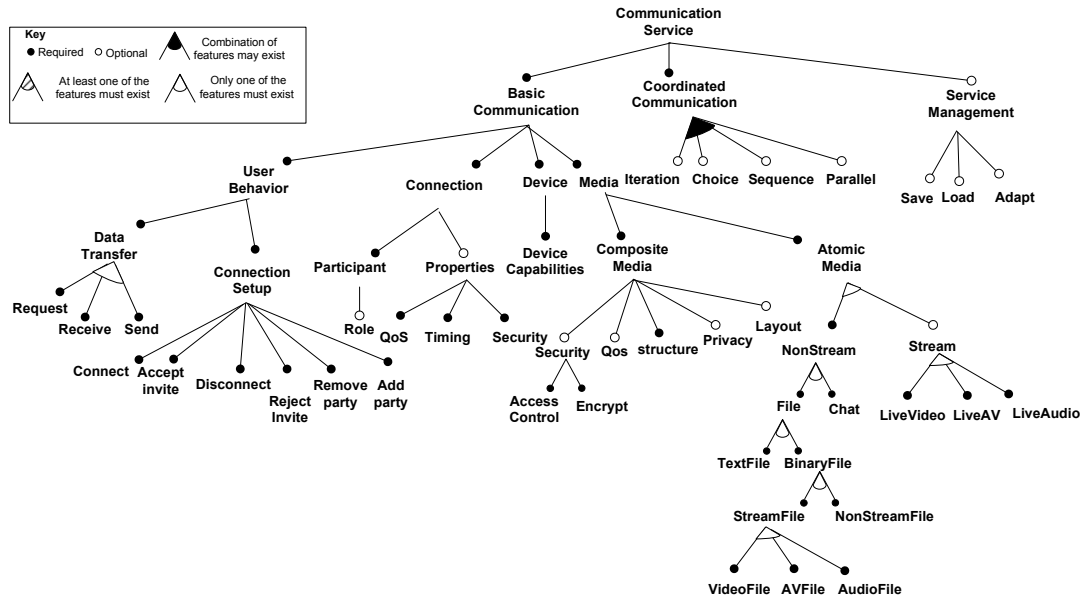 Communication
Service
Key
Required
Optional
Combination of
features may exist
At least one of the
features must exist
Only one of the
features must exist
Basic
Communication
Coordinated
Communication
Service
Management
User
Behavior
Connection
Device
Media
Iteration
Choice
Sequence
Parallel
Save
Load
Adapt
Data
Transfer
Connection
Setup
Participant
Properties
Device
Capabilities
Composite
Media
Atomic
Media
Request
Receive
Send
Role
QoS
Timing
Security
Security
Qos
structure
Privacy
Layout
NonStream
Stream
Connect
Accept
invite
Disconnect
Reject
Invite
Remove
party
Add
party
Access
Control
Encrypt
File
Chat
LiveVideo
LiveAV
LiveAudio
TextFile
BinaryFile
StreamFile
NonStreamFile
VideoFile
AVFile
AudioFile